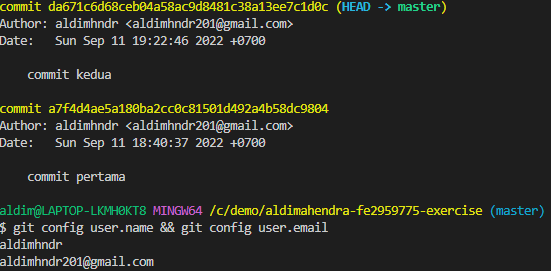 commit da671c6d68ceb04a58ac9d8481c38a13ee7c1d0c (HEAD -> master)
Author: aldimhndr <aldimhndr201@gmail.com>
Date:   Sun Sep 11 19:22:46 2022 +0700
    commit kedua
commit a7f4d4ae5a180ba2cc0c81501d492a4b58dc9804
Author: aldimhndr <aldimhndr201@gmail.com>
Date:   Sun Sep 11 18:40:37 2022 +0700
    commit pertama
aldim@LAPTOP-LKMH0KT8 MINGW64 /c/demo/aldimahendra-fe2959775-exercise (master)
$ git config user.name && git config user.email
aldimhndr
aldimhndr201@gmail.com